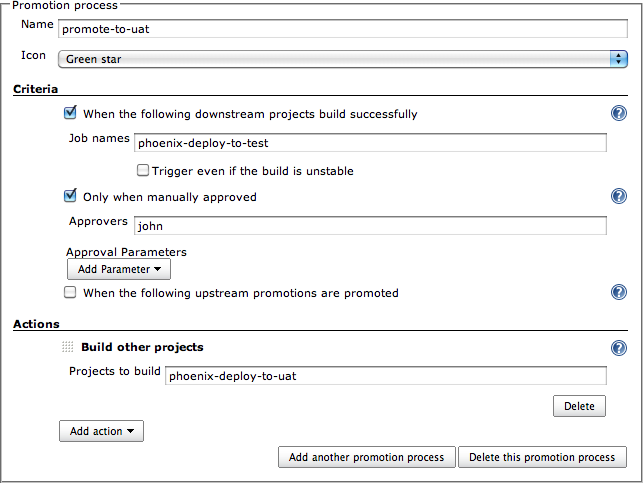 Promotion process
Name promote-to-uat
Icon Green star
Criteria
When the following downstream projects build successfully
Job names phoenix-deploy-to-test
Trigger even if the build is unstable
Only when manually approved
Approvers john
Approval Parameters
Add Parameter
When the following upstream promotions are promoted
Actions
Build other projects
Projects to build phoenix-deploy-to-uat
Delete
Add action
Add another promotion process Delete this promotion process